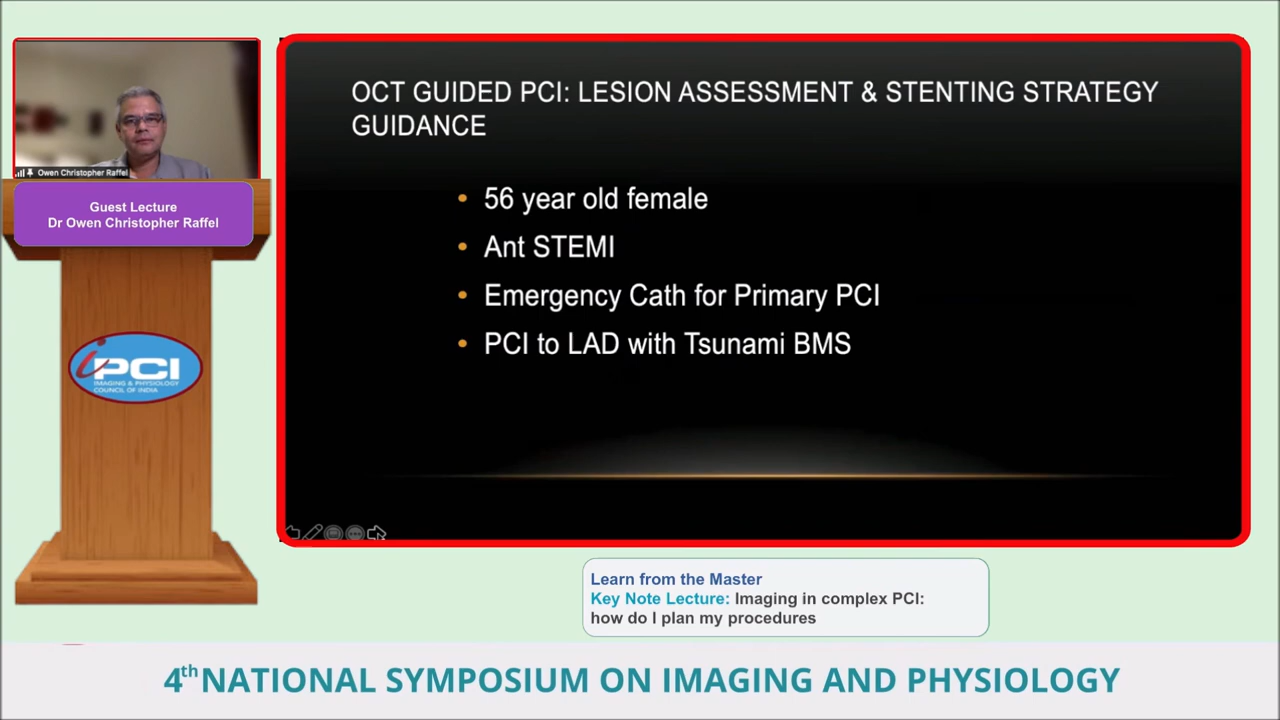 OCT GUIDED PCI: LESION ASSESSMENT & STENTING STRATEGY
GUIDANCE
• 56 year old female
• Ant STEMI
• Emergency Cath for Primary PCI
• PCI to LAD with Tsunami BMS
Owen Christopher Raffel
Guest Lecture
Dr Owen Christopher Raffel
iPCI
IMAGING & PHYSIOLOGY
COUNCIL OF INDIA
Learn from the Master
Key Note Lecture: Imaging in complex PCI:
how do I plan my procedures
4th NATIONAL SYMPOSIUM ON IMAGING AND PHYSIOLOGY